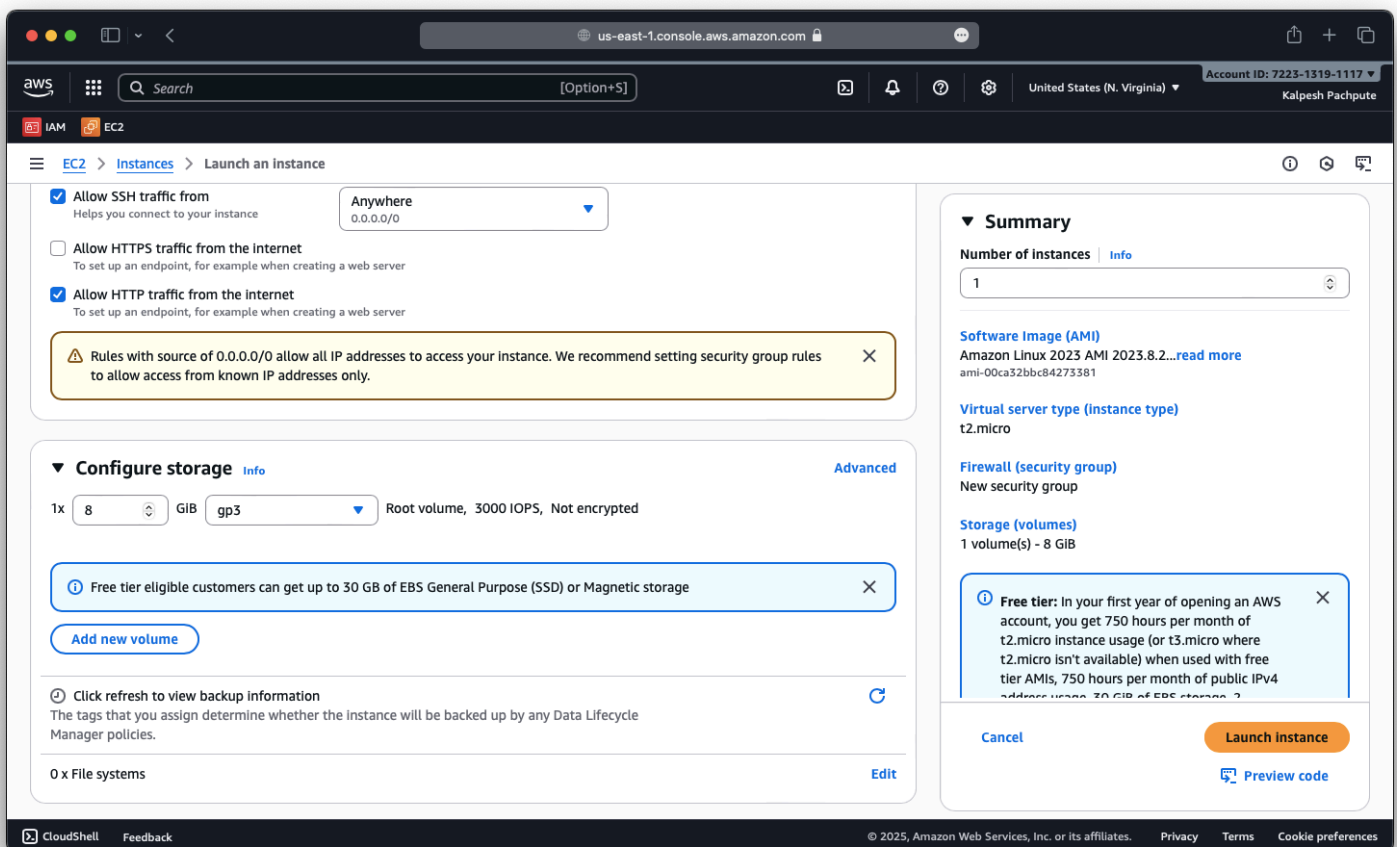 us-east-1.console.aws.amazon.com
aws
Search
[Option+S]
United States (N. Virginia)
Account ID: 7223-1319-1117
Kalpesh Pachpute
IAM
EC2
EC2 > Instances > Launch an instance
Allow SSH traffic from
Helps you connect to your instance
Anywhere
0.0.0.0/0
Allow HTTPS traffic from the internet
To set up an endpoint, for example when creating a web server
Allow HTTP traffic from the internet
To set up an endpoint, for example when creating a web server
Rules with source of 0.0.0.0/0 allow all IP addresses to access your instance. We recommend setting security group rules
to allow access from known IP addresses only.
Configure storage Info
Advanced
1x 8 GiB gp3 Root volume, 3000 IOPS, Not encrypted
Free tier eligible customers can get up to 30 GB of EBS General Purpose (SSD) or Magnetic storage
Add new volume
Click refresh to view backup information
The tags that you assign determine whether the instance will be backed up by any Data Lifecycle
Manager policies.
0 x File systems
Edit
Summary
Number of instances Info
1
Software Image (AMI)
Amazon Linux 2023 AMI 2023.8.2...read more
ami-00ca32bbc84273381
Virtual server type (instance type)
t2.micro
Firewall (security group)
New security group
Storage (volumes)
1 volume(s) - 8 GiB
Free tier: In your first year of opening an AWS
account, you get 750 hours per month of
t2.micro instance usage (or t3.micro where
t2.micro isn't available) when used with free
tier AMIs, 750 hours per month of public IPv4
address usage, 30 GiB of EBS storage, 2
Cancel
Launch instance
Preview code
CloudShell
Feedback
© 2025, Amazon Web Services, Inc. or its affiliates.
Privacy
Terms
Cookie preferences